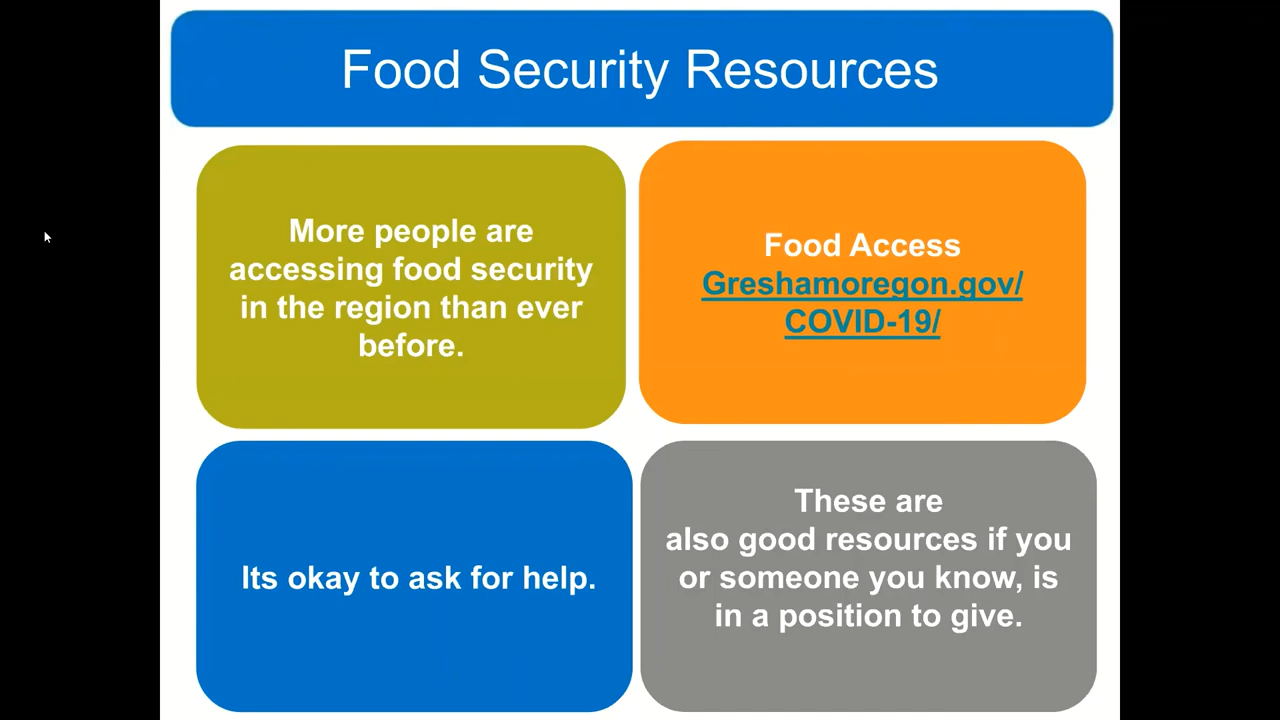 Food Security Resources
More people are
accessing food security
in the region than ever
before.
Food Access
Greshamoregon.gov/
COVID-19/
Its okay to ask for help.
These are
also good resources if you
or someone you know, is
in a position to give.